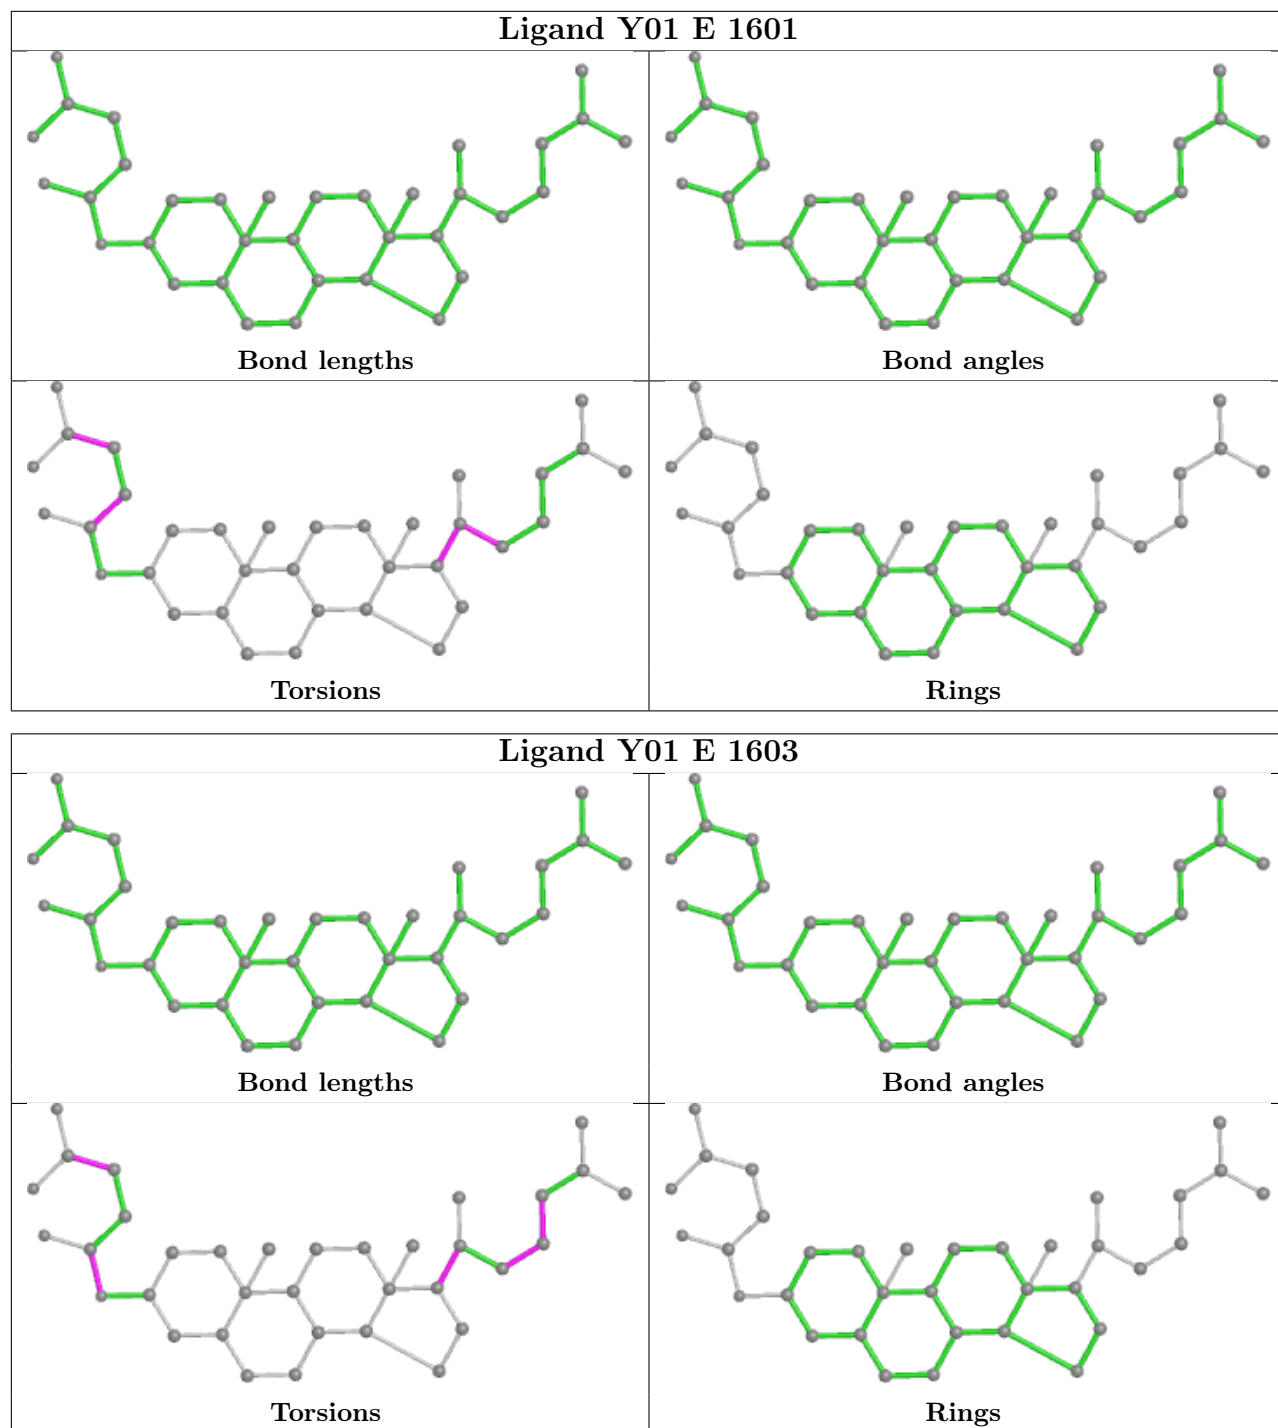 Ligand Y01 E 1601
Bond lengths
Bond angles
Torsions
Rings
Ligand Y01 E 1603
Bond lengths
Bond angles
Torsions
Rings